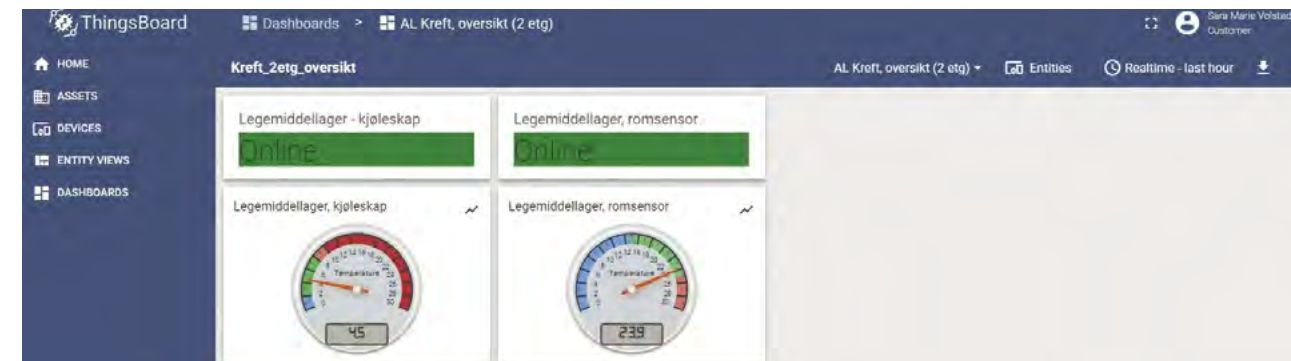 ThingsBoard
Dashboards > AL Kreft, oversikt (2 etg)
Sara Marie Volstad
Customer
HOME
ASSETS
DEVICES
ENTITY VIEWS
DASHBOARDS
Kreft_2etg_oversikt
AL Kreft, oversikt (2 etg)
Entities
Realtime - last hour
Legemiddellager - kjøleskap
Online
Legemiddellager, romsensor
Online
Legemiddellager, kjøleskap
Temperature
4.5
Legemiddellager, romsensor
Temperature
23.9